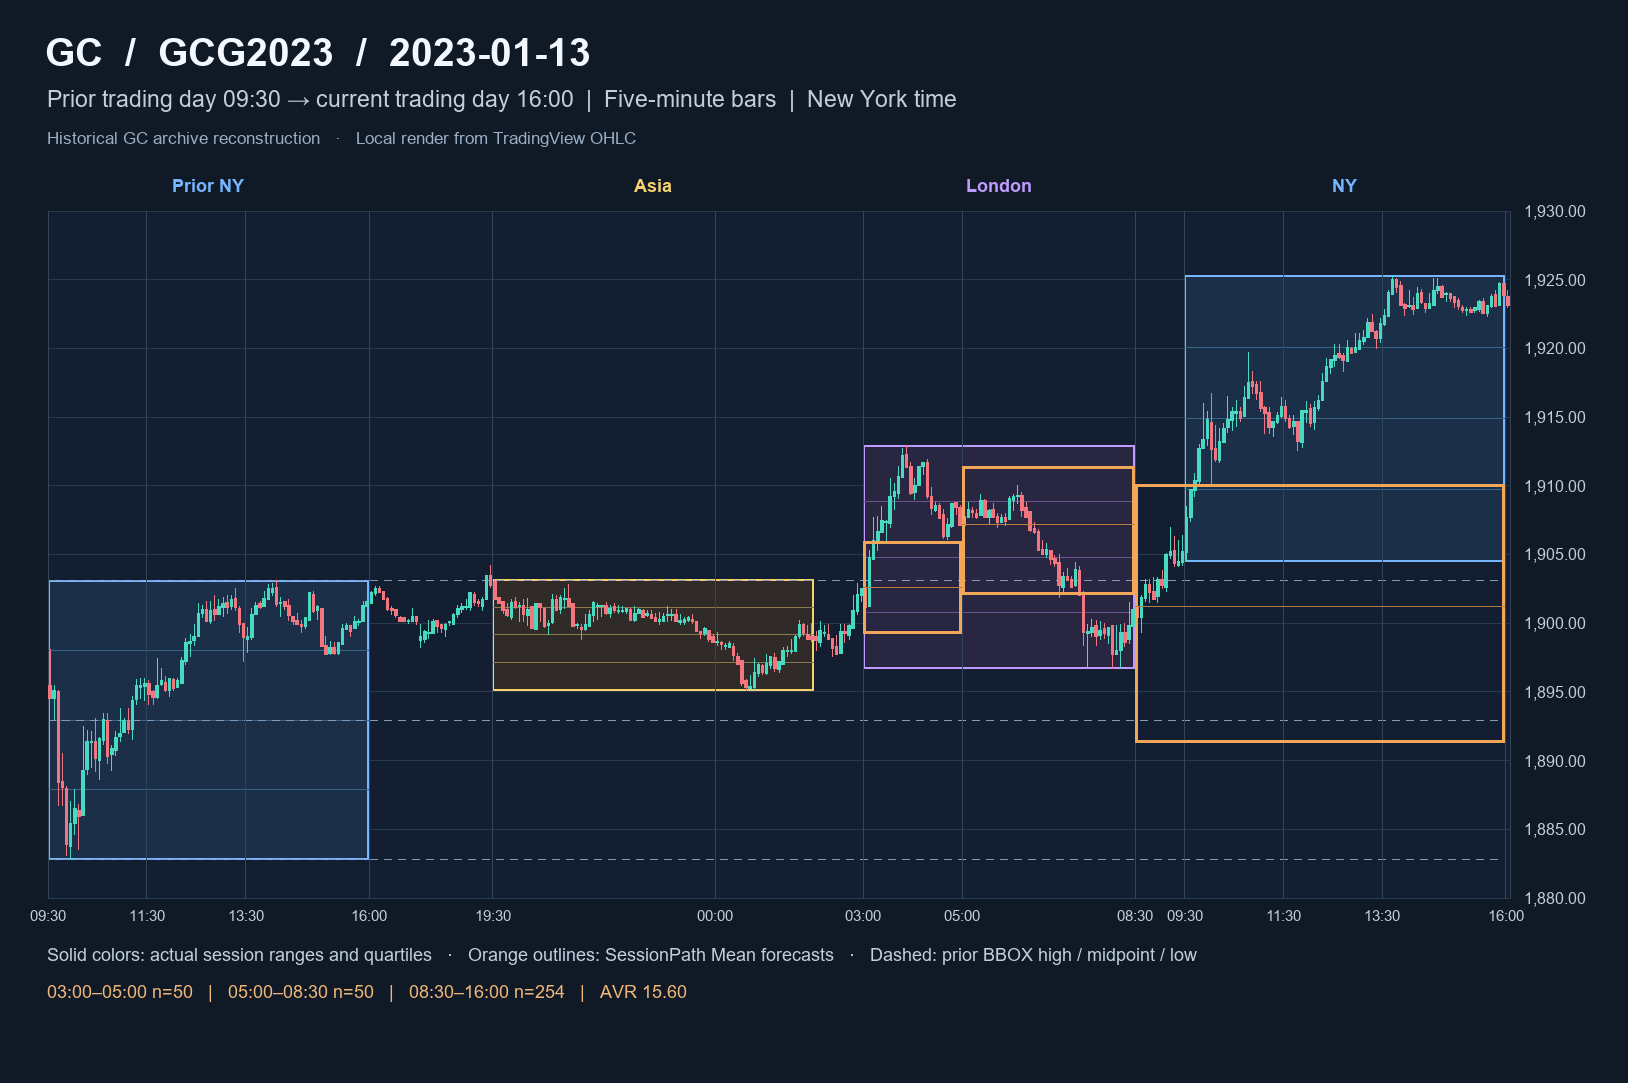 GC / GCG2023 / 2023-01-13
Prior trading day 09:30 → current trading day 16:00 | Five-minute bars | New York time
Historical GC archive reconstruction · Local render from TradingView OHLC
Prior NY Asia London NY
1,930.00
1,925.00
1,920.00
1,915.00
1,910.00
1,905.00
1,900.00
1,895.00
1,890.00
1,885.00
1,880.00
09:30 11:30 13:30 16:00 19:30 00:00 03:00 05:00 08:30 09:30 11:30 13:30 16:00
Solid colors: actual session ranges and quartiles · Orange outlines: SessionPath Mean forecasts · Dashed: prior BBOX high / midpoint / low
03:00–05:00 n=50 | 05:00–08:30 n=50 | 08:30–16:00 n=254 | AVR 15.60